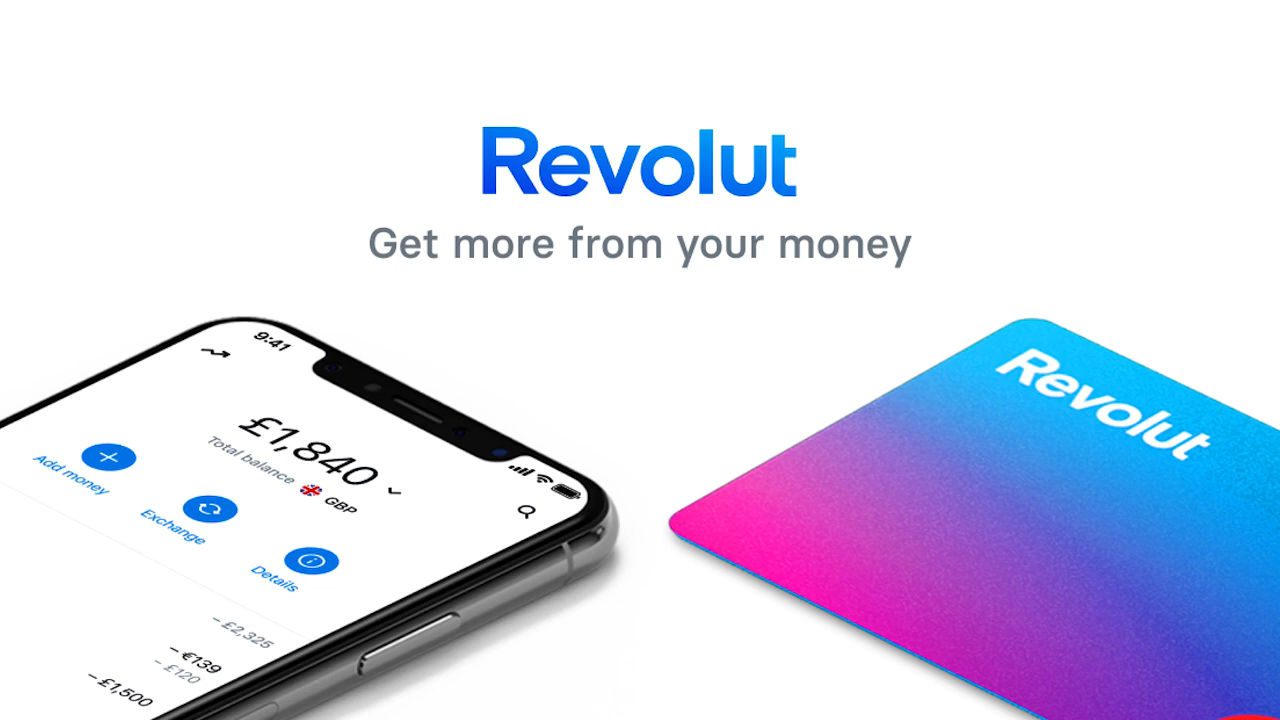 Revolut
Get more from your money
9:41
£1,840
Total balance
GBP
Add money
Exchange
Details
- £2,325
- €139
- £120
- £1,500
Revolut